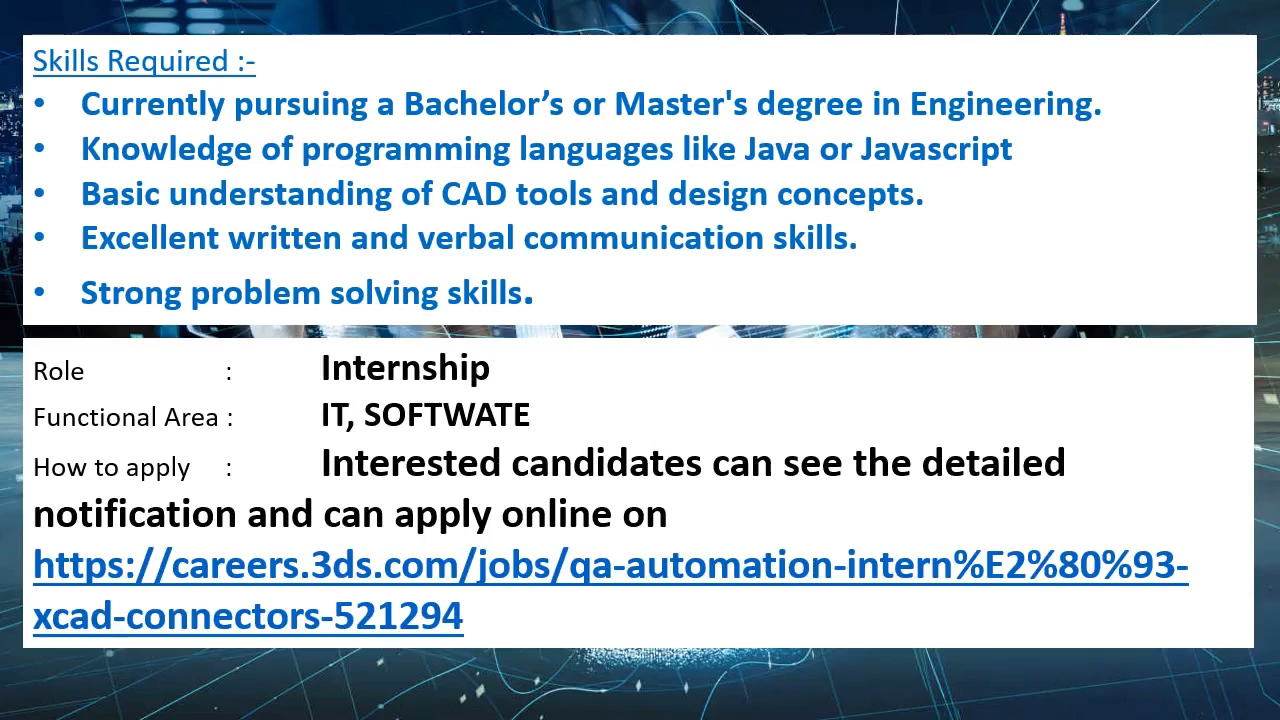 Skills Required :-
• Currently pursuing a Bachelor’s or Master's degree in Engineering.
• Knowledge of programming languages like Java or Javascript
• Basic understanding of CAD tools and design concepts.
• Excellent written and verbal communication skills.
• Strong problem solving skills.
Role : Internship
Functional Area : IT, SOFTWATE
How to apply : Interested candidates can see the detailed
notification and can apply online on
https://careers.3ds.com/jobs/qa-automation-intern%E2%80%93-
xcad-connectors-521294